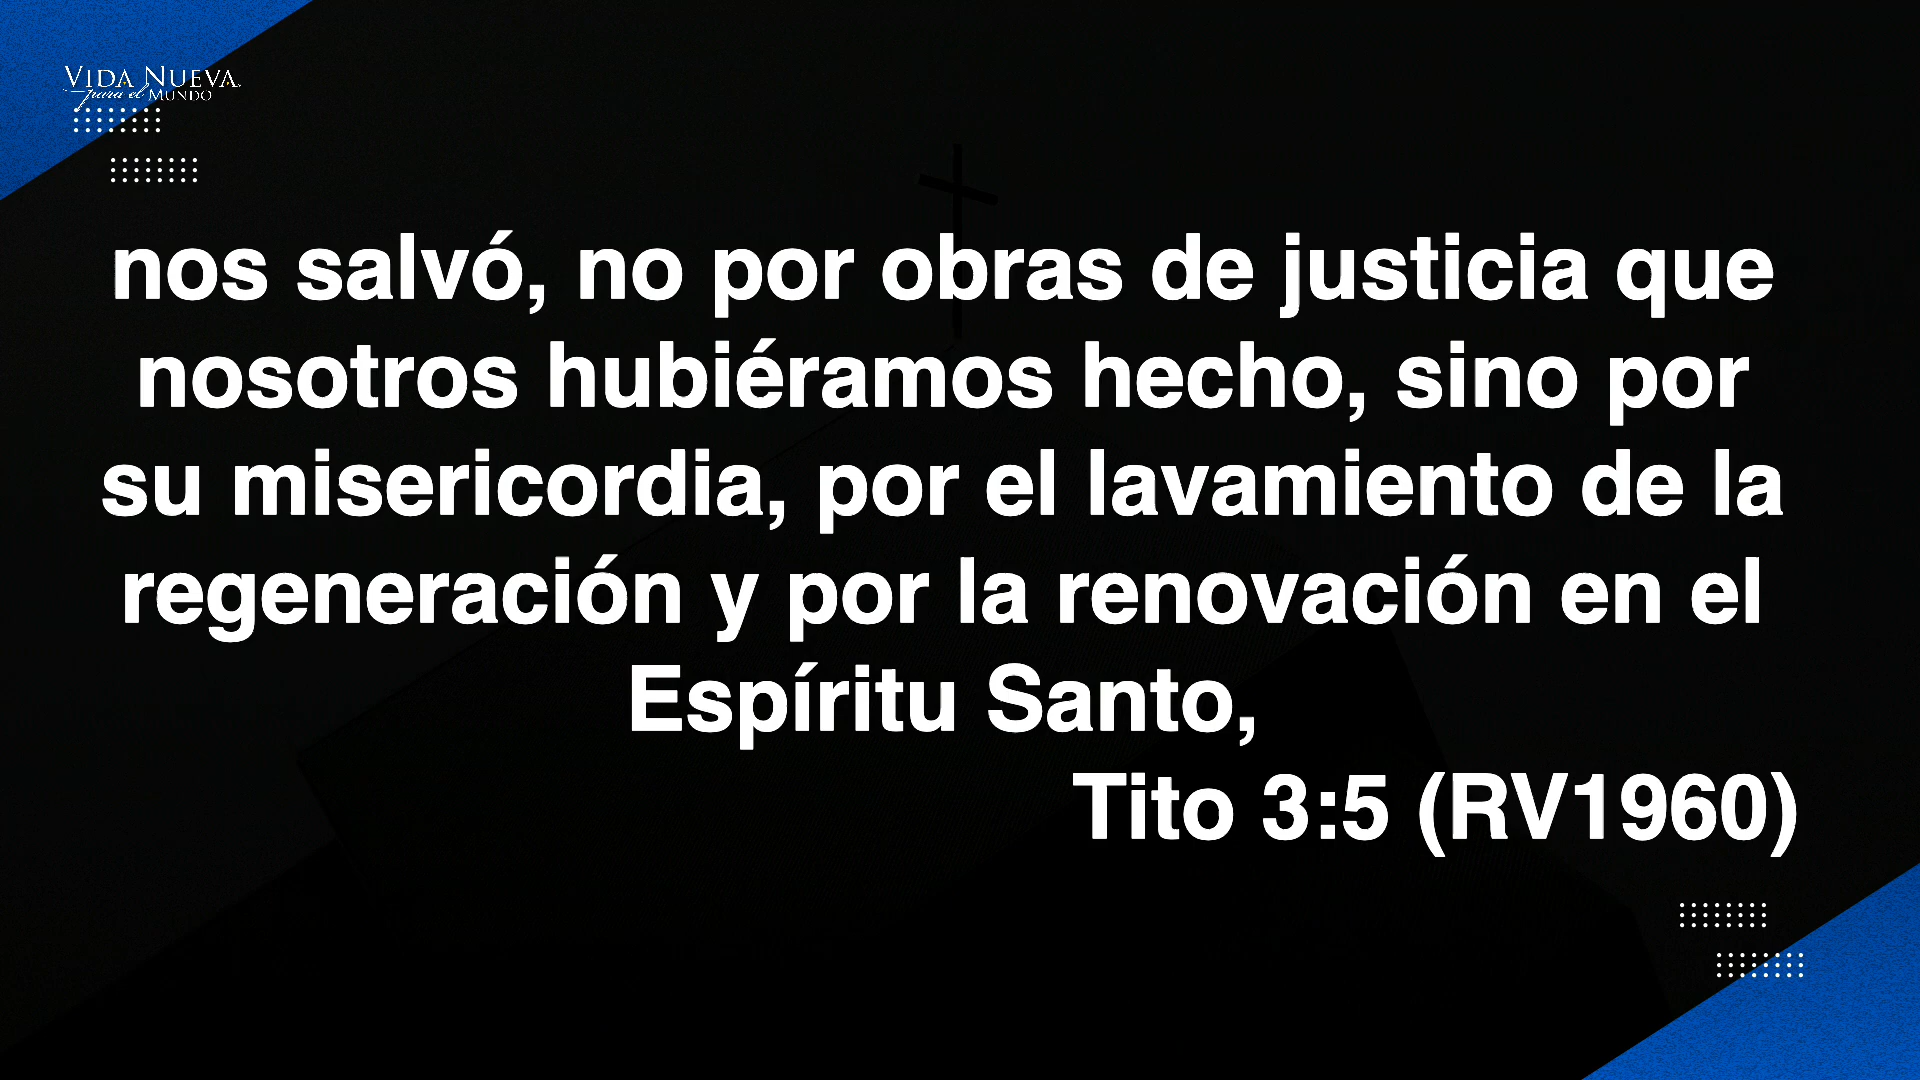 VIDA NUEVA
para el MUNDO
nos salvó, no por obras de justicia que
nosotros hubiéramos hecho, sino por
su misericordia, por el lavamiento de la
regeneración y por la renovación en el
Espíritu Santo,
Tito 3:5 (RV1960)